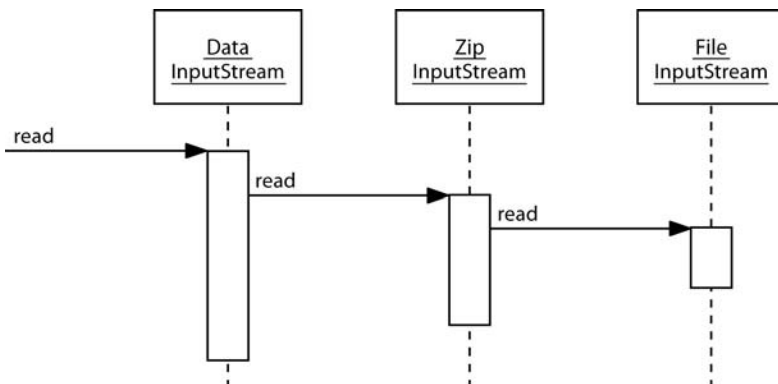 Data
InputStream
Zip
InputStream
File
InputStream
read
read
read